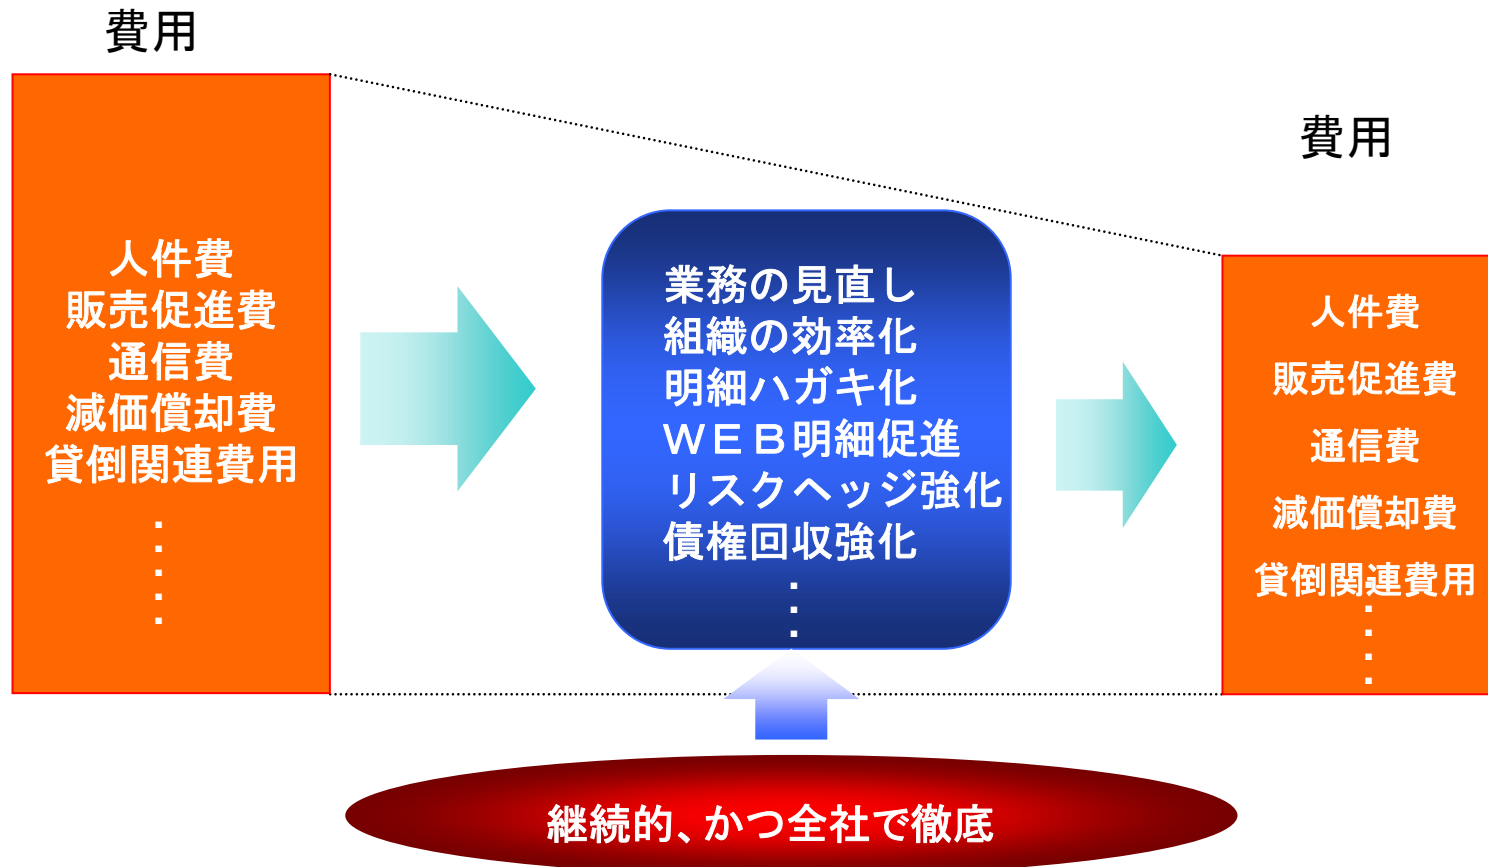 費用
人件費
販売促進費
通信費
減価償却費
貸倒関連費用
・・・・・
業務の見直し
組織の効率化
明細ハガキ化
ＷＥＢ明細促進
リスクヘッジ強化
債権回収強化
・・・
費用
人件費
販売促進費
通信費
減価償却費
貸倒関連費用
・・・・・
継続的、かつ全社で徹底